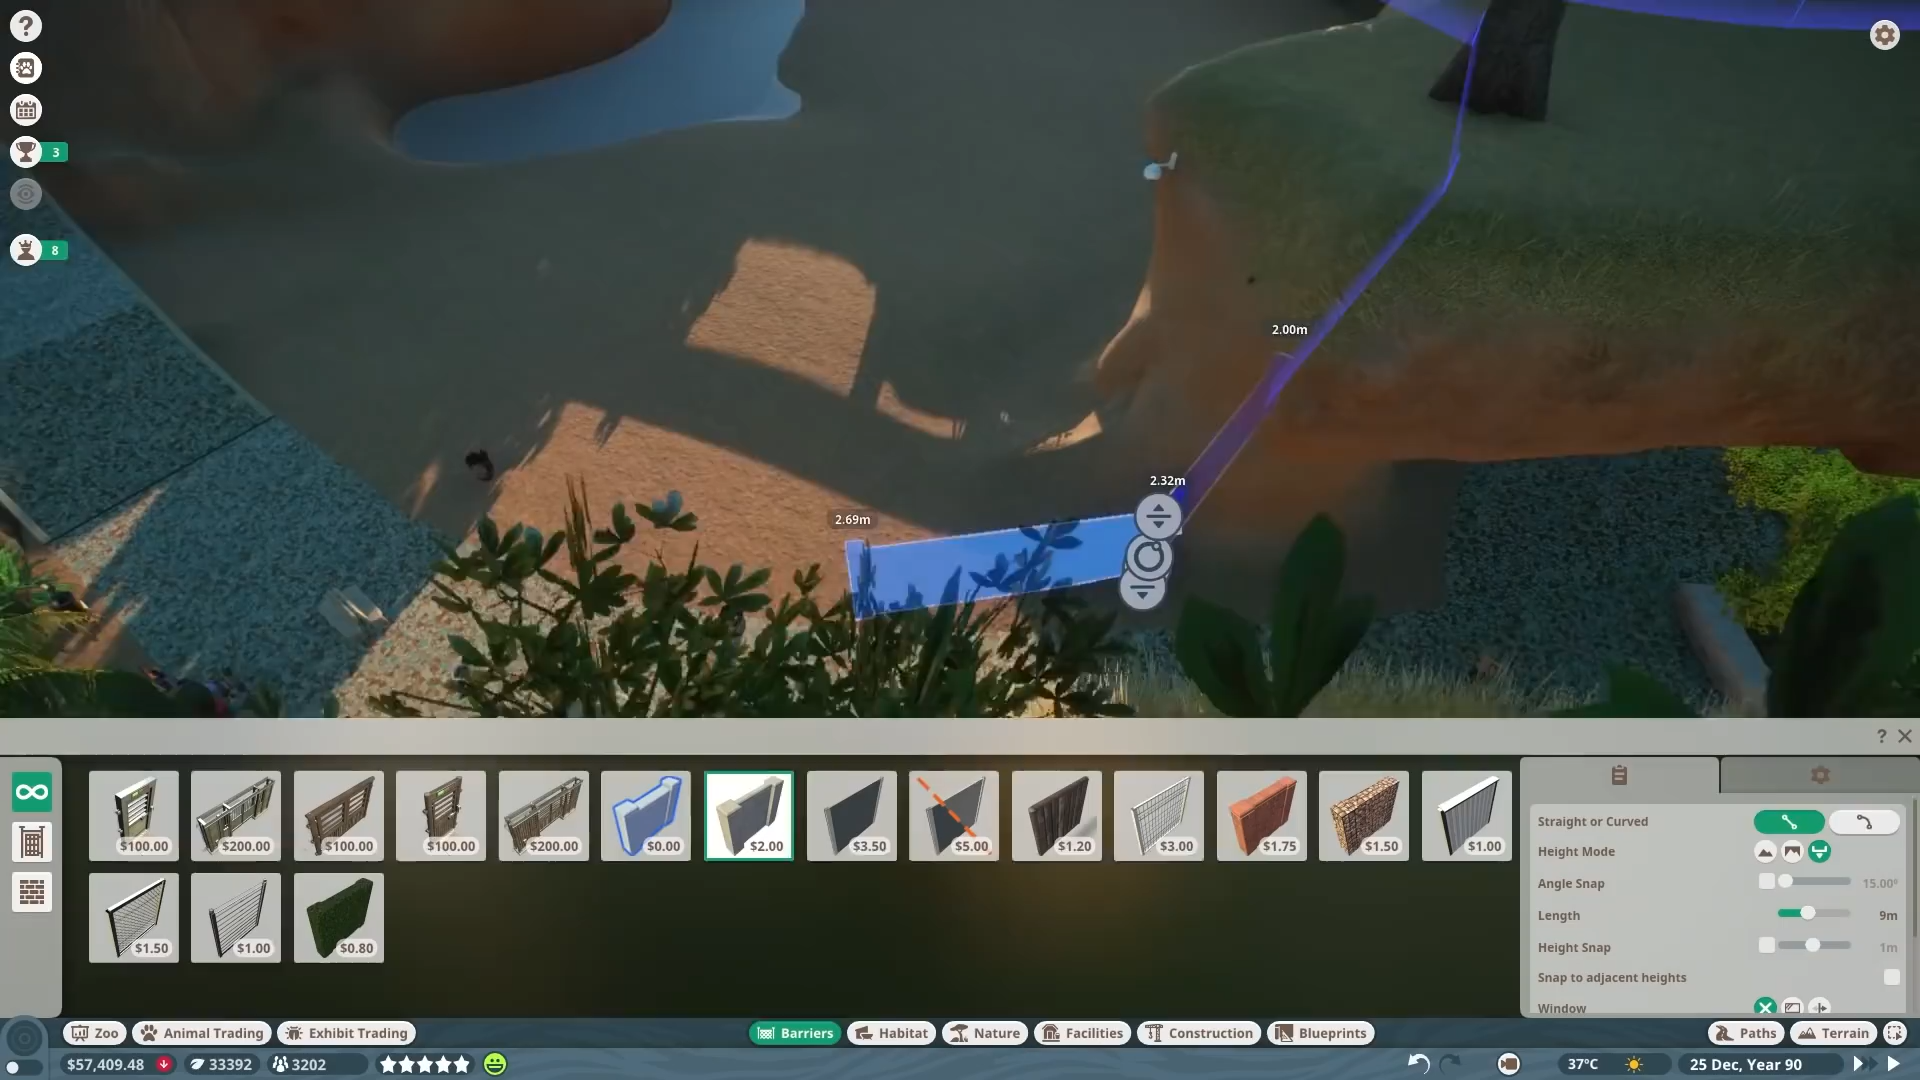 ?
3
8
2.00m
2.32m
2.69m
?
$100.00
$200.00
$100.00
$100.00
$200.00
$0.00
$2.00
$3.50
$5.00
$1.20
$3.00
$1.75
$1.50
$1.00
$1.50
$1.00
$0.80
Straight or Curved
Height Mode
Angle Snap 15.00°
Length 9m
Height Snap 1m
Snap to adjacent heights
Window
Zoo
Animal Trading
Exhibit Trading
Barriers
Habitat
Nature
Facilities
Construction
Blueprints
Paths
Terrain
$57,409.48
33392
3202
37°C
25 Dec, Year 90